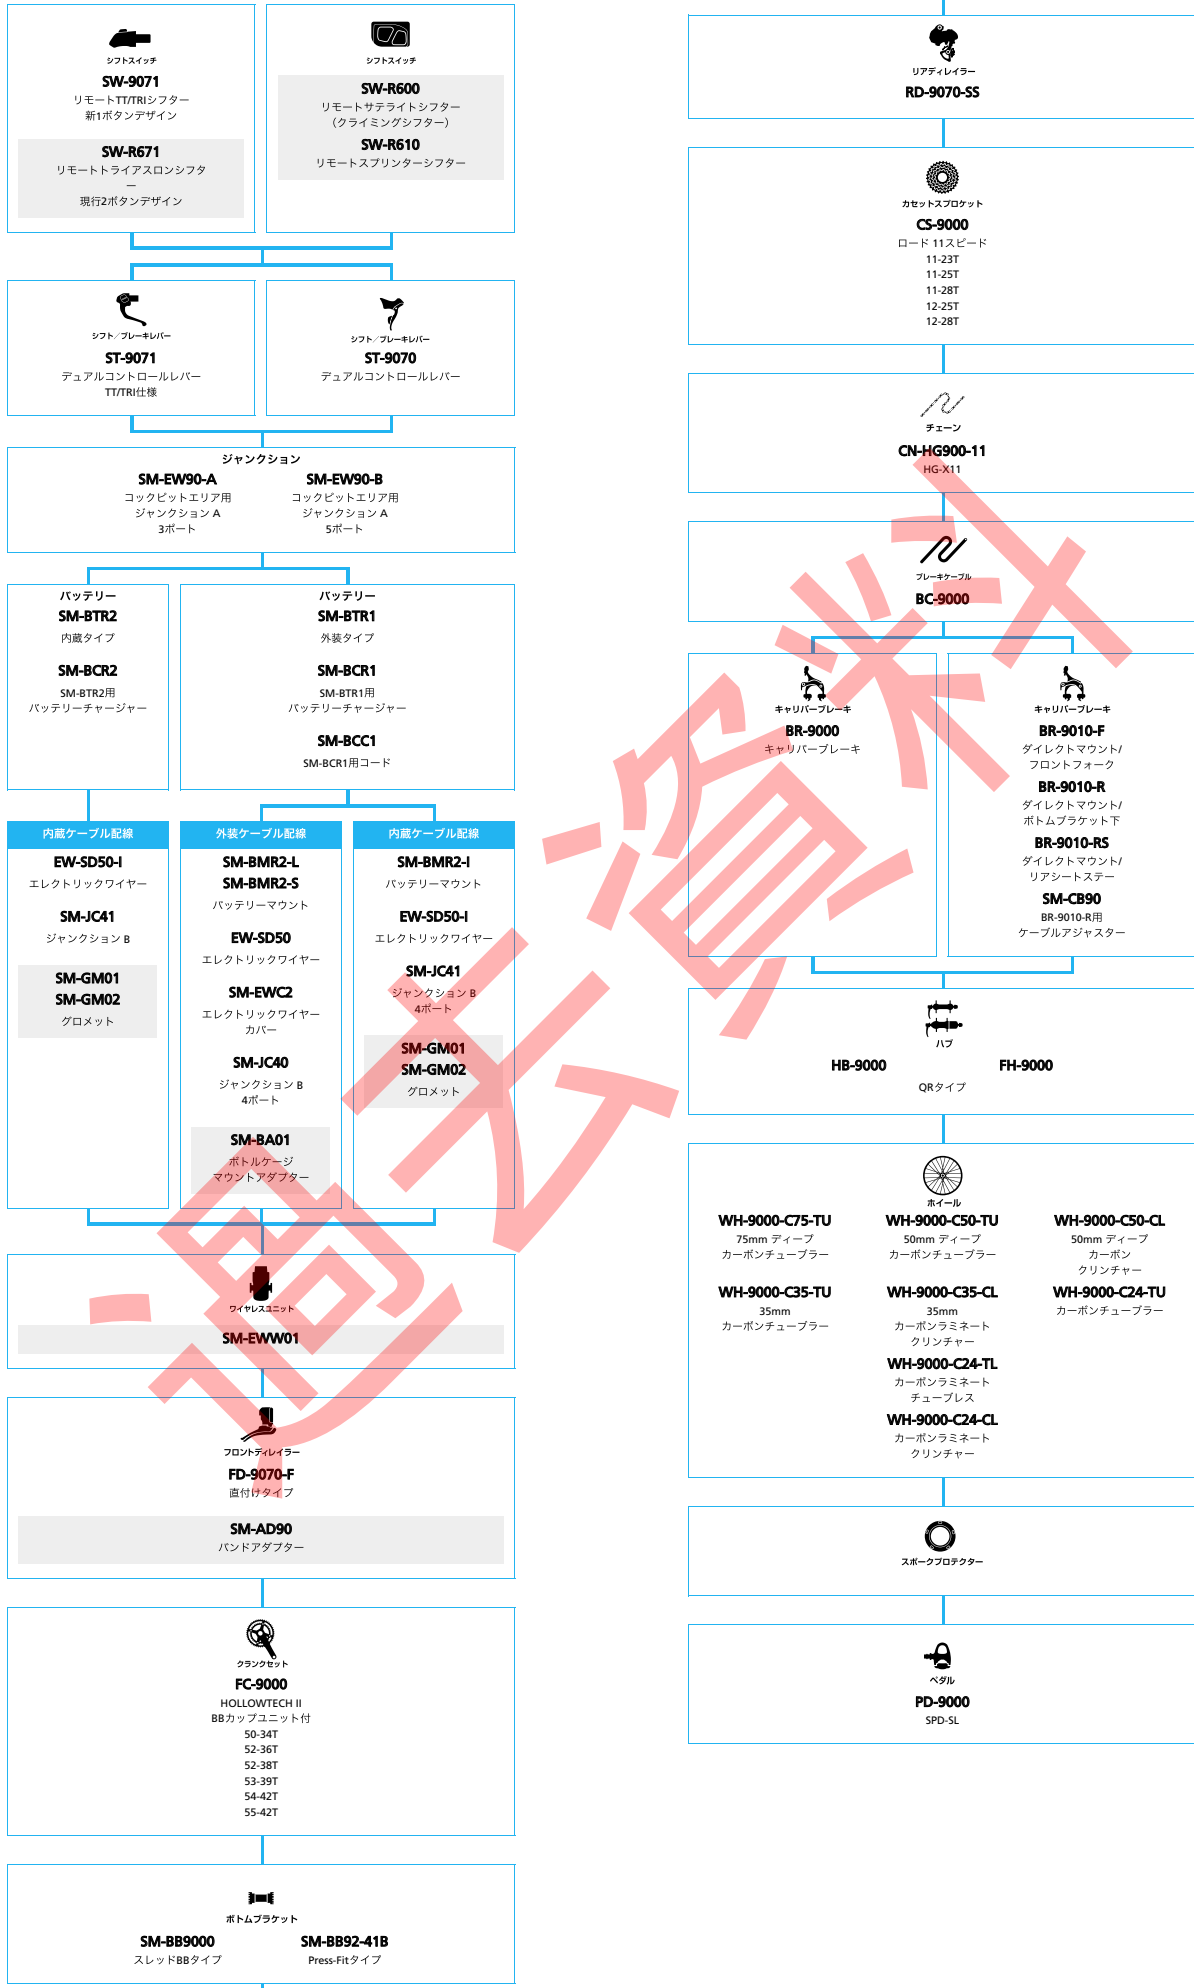 シフトスイッチ
SW-9071
リモートTT/TRIシフター
新1ボタンデザイン
SW-R671
リモートトライアスロンシフタ
ー
現行2ボタンデザイン
シフトスイッチ
SW-R600
リモートサテライトシフター
（クライミングシフター）
SW-R610
リモートスプリンターシフター
シフト／ブレーキレバー
ST-9071
デュアルコントロールレバー
TT/TRI仕様
シフト／ブレーキレバー
ST-9070
デュアルコントロールレバー
ジャンクション
SM-EW90-A
コックピットエリア用
ジャンクション A
3ポート
SM-EW90-B
コックピットエリア用
ジャンクション A
5ポート
バッテリー
SM-BTR2
内蔵タイプ
SM-BCR2
SM-BTR2用
バッテリーチャージャー
バッテリー
SM-BTR1
外装タイプ
SM-BCR1
SM-BTR1用
バッテリーチャージャー
SM-BCC1
SM-BCR1用コード
内蔵ケーブル配線
EW-SD50-I
エレクトリックワイヤー
SM-JC41
ジャンクション B
SM-GM01
SM-GM02
グロメット
外装ケーブル配線
SM-BMR2-L
SM-BMR2-S
バッテリーマウント
EW-SD50
エレクトリックワイヤー
SM-EWC2
エレクトリックワイヤー
カバー
SM-JC40
ジャンクション B
4ポート
SM-BA01
ボトルケージ
マウントアダプター
内蔵ケーブル配線
SM-BMR2-I
バッテリーマウント
EW-SD50-I
エレクトリックワイヤー
SM-JC41
ジャンクション B
4ポート
SM-GM01
SM-GM02
グロメット
ワイヤレスユニット
SM-EWW01
フロントディレイラー
FD-9070-F
直付けタイプ
SM-AD90
バンドアダプター
クランクセット
FC-9000
HOLLOWTECH II
BBカップユニット付
50-34T
52-36T
52-38T
53-39T
54-42T
55-42T
ボトムブラケット
SM-BB9000
スレッドBBタイプ
SM-BB92-41B
Press-Fitタイプ
リアディレイラー
RD-9070-SS
カセットスプロケット
CS-9000
ロード 11スピード
11-23T
11-25T
11-28T
12-25T
12-28T
チェーン
CN-HG900-11
HG-X11
ブレーキケーブル
BC-9000
キャリパーブレーキ
BR-9000
キャリパーブレーキ
キャリパーブレーキ
BR-9010-F
ダイレクトマウント/
フロントフォーク
BR-9010-R
ダイレクトマウント/
ボトムブラケット下
BR-9010-RS
ダイレクトマウント/
リアシートステー
SM-CB90
BR-9010-R用
ケーブルアジャスター
ハブ
HB-9000
FH-9000
QRタイプ
ホイール
WH-9000-C75-TU
75mm ディープ
カーボンチューブラー
WH-9000-C50-TU
50mm ディープ
カーボンチューブラー
WH-9000-C50-CL
50mm ディープ
カーボン
クリンチャー
WH-9000-C35-TU
35mm
カーボンチューブラー
WH-9000-C35-CL
35mm
カーボンラミネート
クリンチャー
WH-9000-C24-TU
カーボンチューブラー
WH-9000-C24-TL
カーボンラミネート
チューブレス
WH-9000-C24-CL
カーボンラミネート
クリンチャー
スポークプロテクター
ペダル
PD-9000
SPD-SL
過去資料